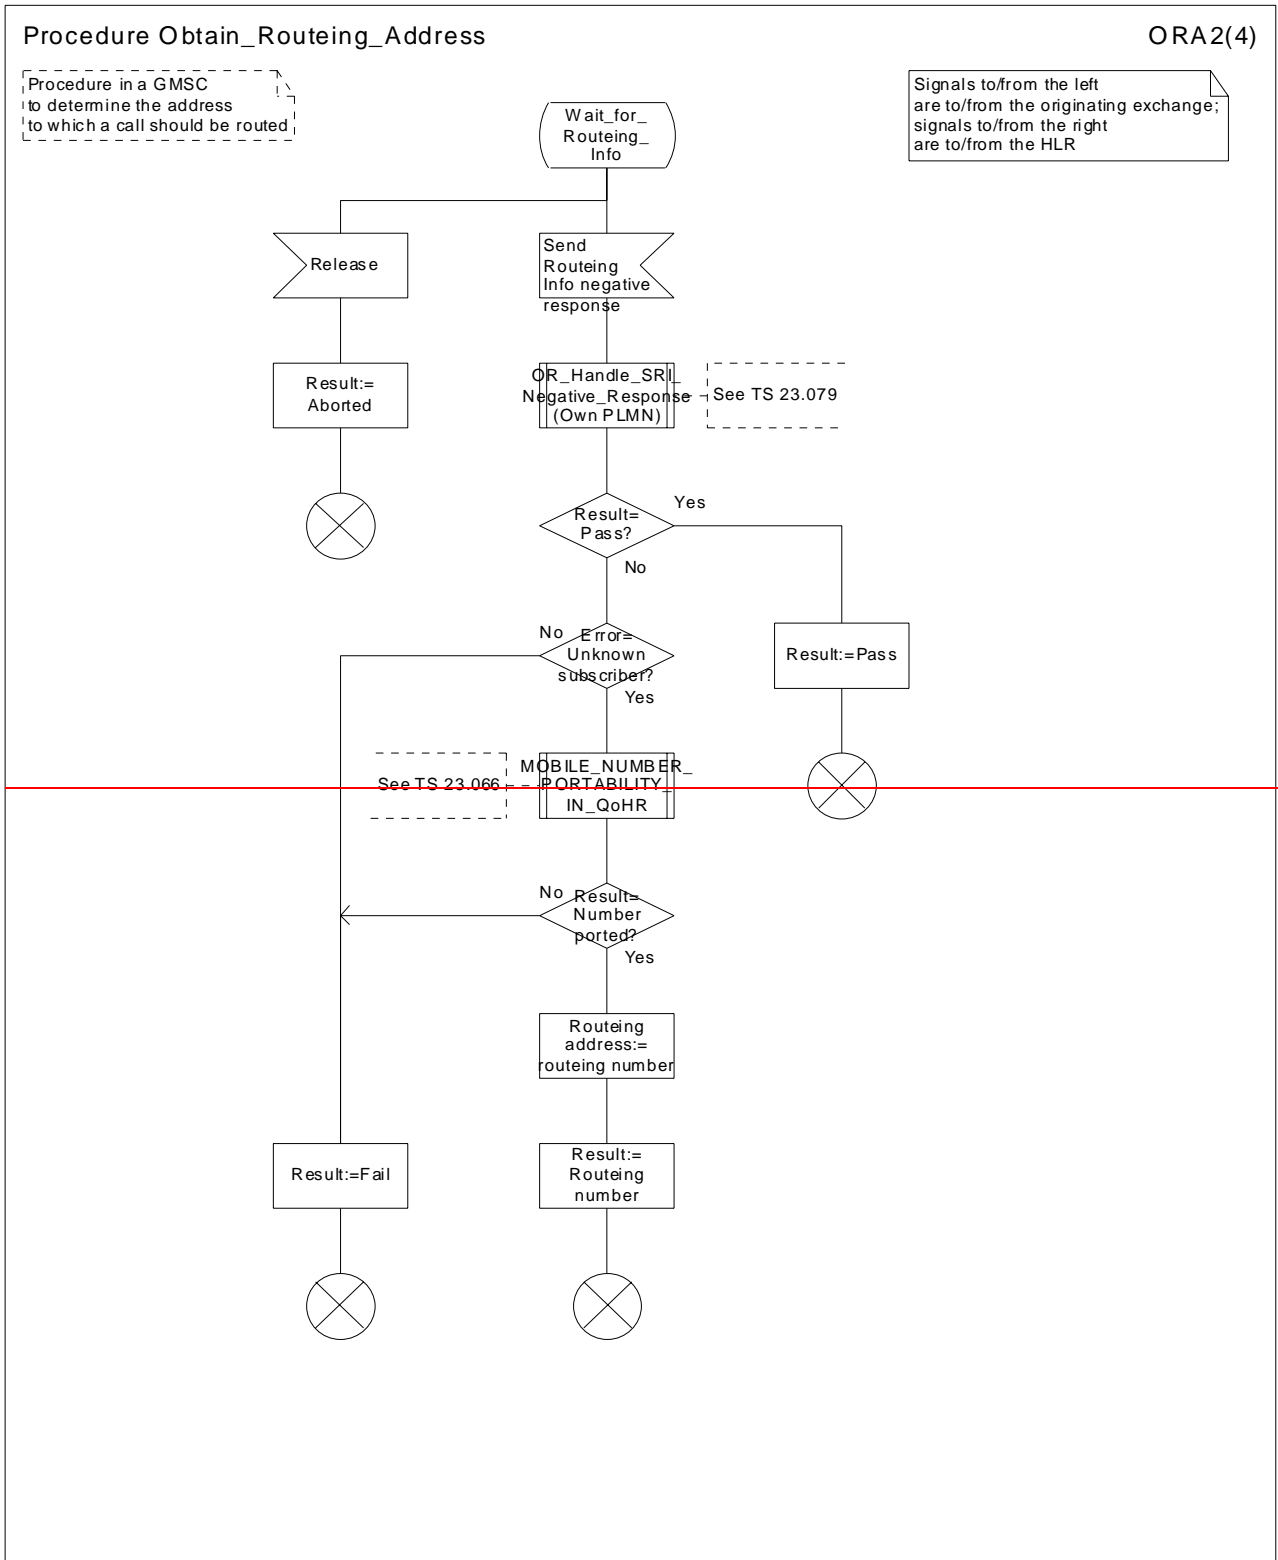 Procedure Obtain_Routeing_Address
ORA2(4)
Procedure in a GMSC
to determine the address
to which a call should be routed
Signals to/from the left
are to/from the originating exchange;
signals to/from the right
are to/from the HLR
Wait_for_
Routeing_
Info
Release
Send
Routeing
Info negative
response
Result:=
Aborted
OR_Handle_SRI_
Negative_Response
(Own PLMN)
See TS 23.079
Result=
Pass?
Yes
No
Error=
Unknown
subscriber?
No
Yes
Result:=Pass
See TS 23.066
MOBILE_NUMBER_
PORTABILITY_
IN_QoHR
Result=
Number
ported?
No
Yes
Routeing
address:=
routeing number
Result:=Fail
Result:=
Routeing
number